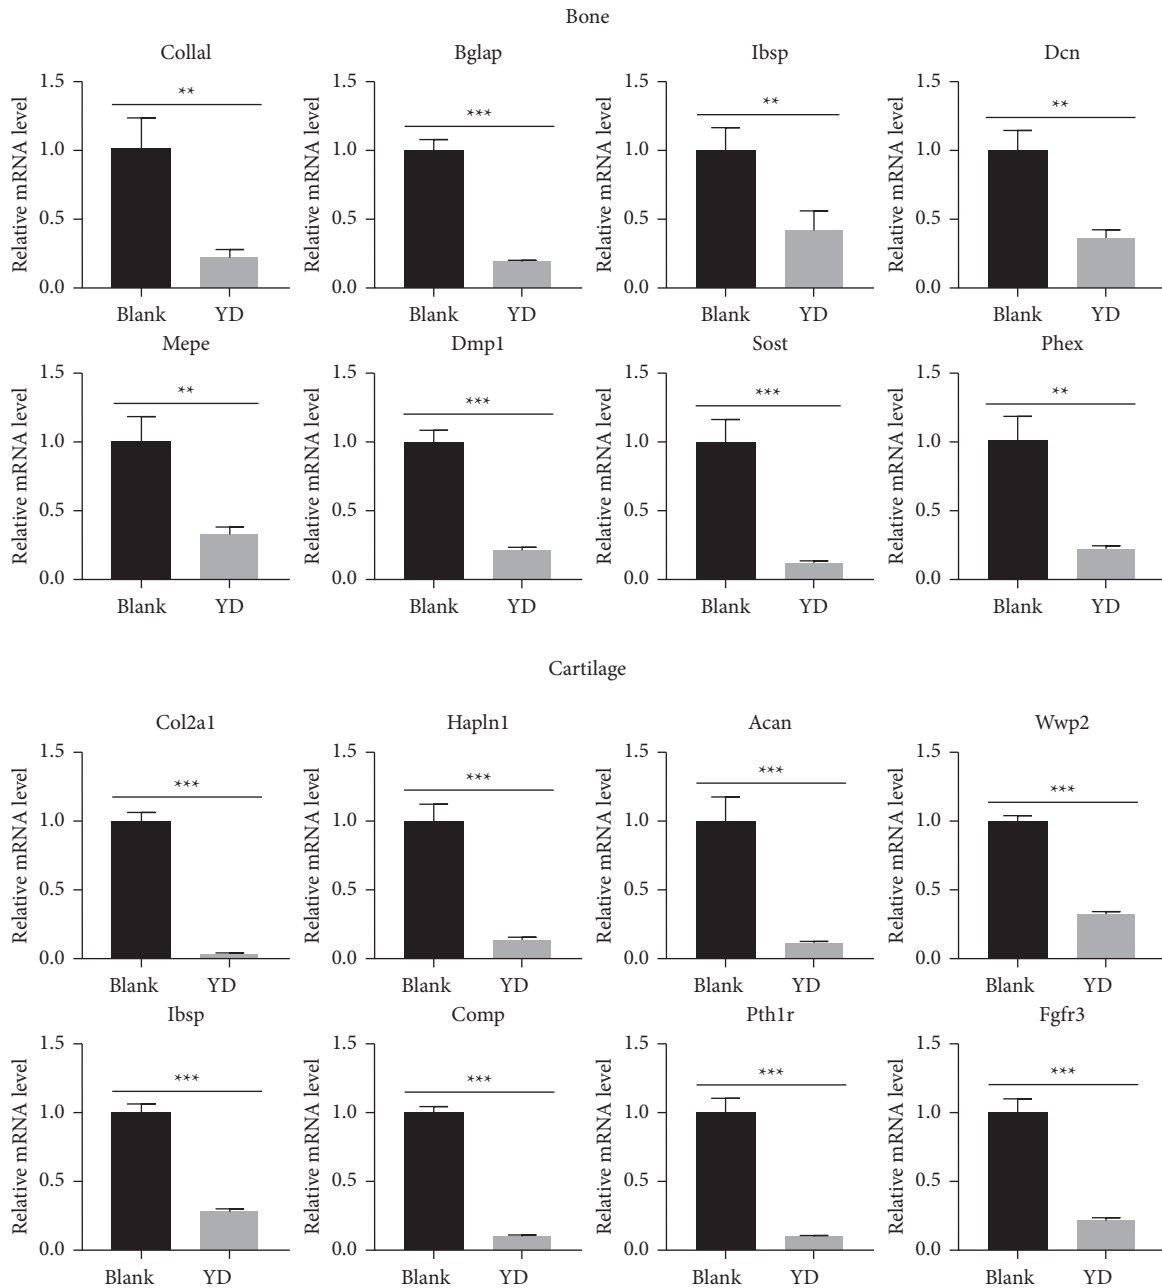 Bone
Collal Bglap Ibsp Dcn
Relative mRNA level 1.5 1.0 0.5 0.0 ** Blank YD
Relative mRNA level 1.5 1.0 0.5 0.0 *** Blank YD
Relative mRNA level 1.5 1.0 0.5 0.0 ** Blank YD
Relative mRNA level 1.5 1.0 0.5 0.0 ** Blank YD
Mepe Dmp1 Sost Phex
Relative mRNA level 1.5 1.0 0.5 0.0 ** Blank YD
Relative mRNA level 1.5 1.0 0.5 0.0 *** Blank YD
Relative mRNA level 1.5 1.0 0.5 0.0 *** Blank YD
Relative mRNA level 1.5 1.0 0.5 0.0 ** Blank YD
Cartilage
Col2a1 Hapln1 Acan Wwp2
Relative mRNA level 1.5 1.0 0.5 0.0 *** Blank YD
Relative mRNA level 1.5 1.0 0.5 0.0 *** Blank YD
Relative mRNA level 1.5 1.0 0.5 0.0 *** Blank YD
Relative mRNA level 1.5 1.0 0.5 0.0 *** Blank YD
Ibsp Comp Pth1r Fgfr3
Relative mRNA level 1.5 1.0 0.5 0.0 *** Blank YD
Relative mRNA level 1.5 1.0 0.5 0.0 *** Blank YD
Relative mRNA level 1.5 1.0 0.5 0.0 *** Blank YD
Relative mRNA level 1.5 1.0 0.5 0.0 *** Blank YD